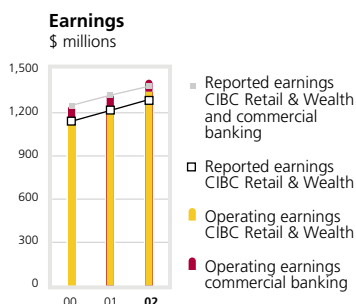 Earnings
$ millions
1,500
1,200
900
600
300
0
00 01 02
Reported earnings
CIBC Retail & Wealth
and commercial
banking
Reported earnings
CIBC Retail & Wealth
Operating earnings
CIBC Retail & Wealth
Operating earnings
commercial banking